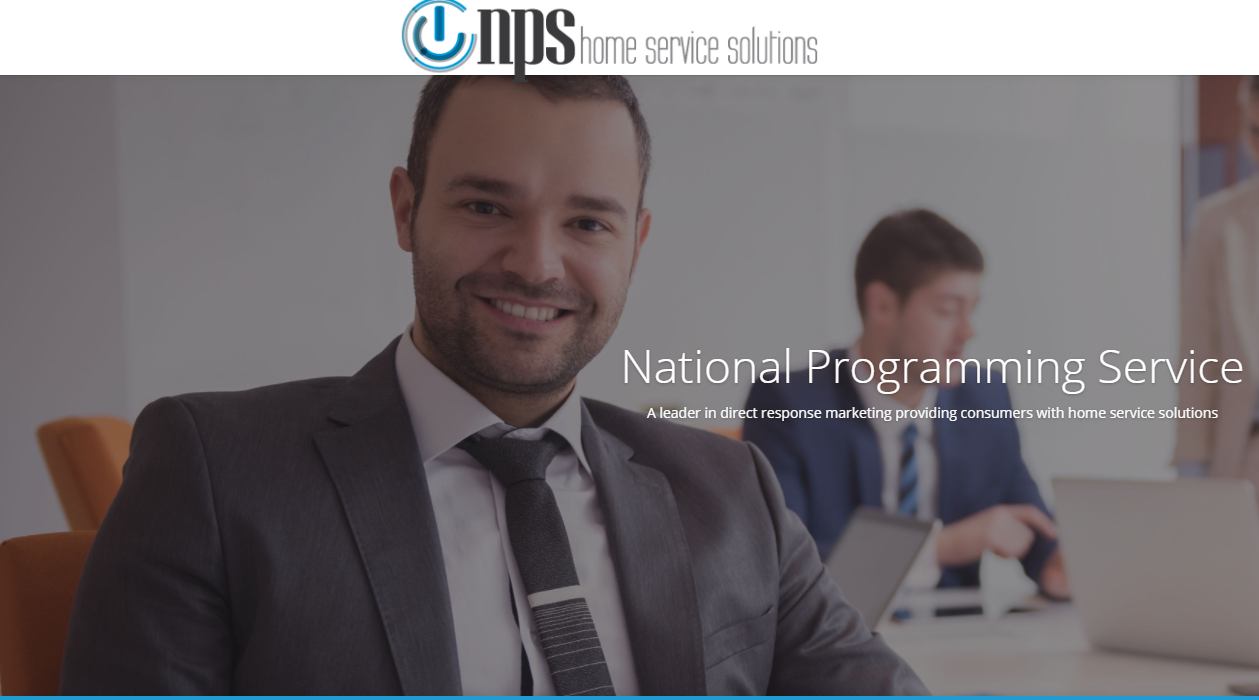 nps home service solutions
National Programming Service
A leader in direct response marketing providing consumers with home service solutions